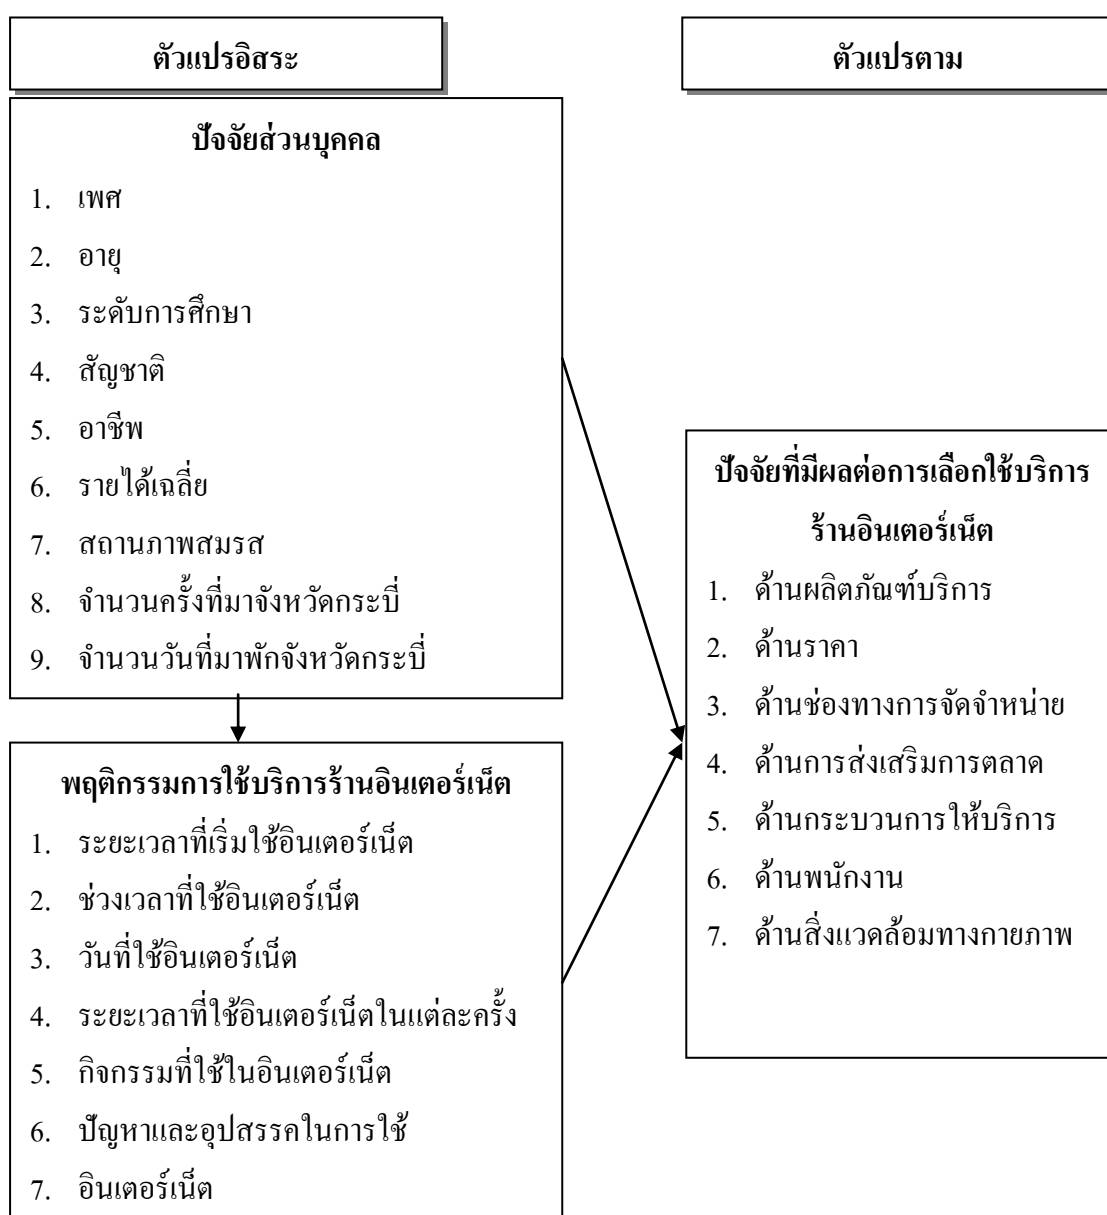 ตัวแปรอิสระ
ตัวแปรตาม
ปัจจัยส่วนบุคคล
1. เพศ
2. อายุ
3. ระดับการศึกษา
4. สัญชาติ
5. อาชีพ
6. รายได้เฉลี่ย
7. สถานภาพสมรส
8. จำนวนครั้งที่มาจังหวัดกระบี่
9. จำนวนวันที่มาพักจังหวัดกระบี่
พฤติกรรมการใช้บริการร้านอินเตอร์เน็ต
1. ระยะเวลาที่เริ่มใช้อินเตอร์เน็ต
2. ช่วงเวลาที่ใช้อินเตอร์เน็ต
3. วันที่ใช้อินเตอร์เน็ต
4. ระยะเวลาที่ใช้อินเตอร์เน็ตในแต่ละครั้ง
5. กิจกรรมที่ใช้ในอินเตอร์เน็ต
6. ปัญหาและอุปสรรคในการใช้
7. อินเตอร์เน็ต
ปัจจัยที่มีผลต่อการเลือกใช้บริการ
ร้านอินเตอร์เน็ต
1. ด้านผลิตภัณฑ์บริการ
2. ด้านราคา
3. ด้านช่องทางการจัดจำหน่าย
4. ด้านการส่งเสริมการตลาด
5. ด้านกระบวนการให้บริการ
6. ด้านพนักงาน
7. ด้านสิ่งแวดล้อมทางกายภาพ